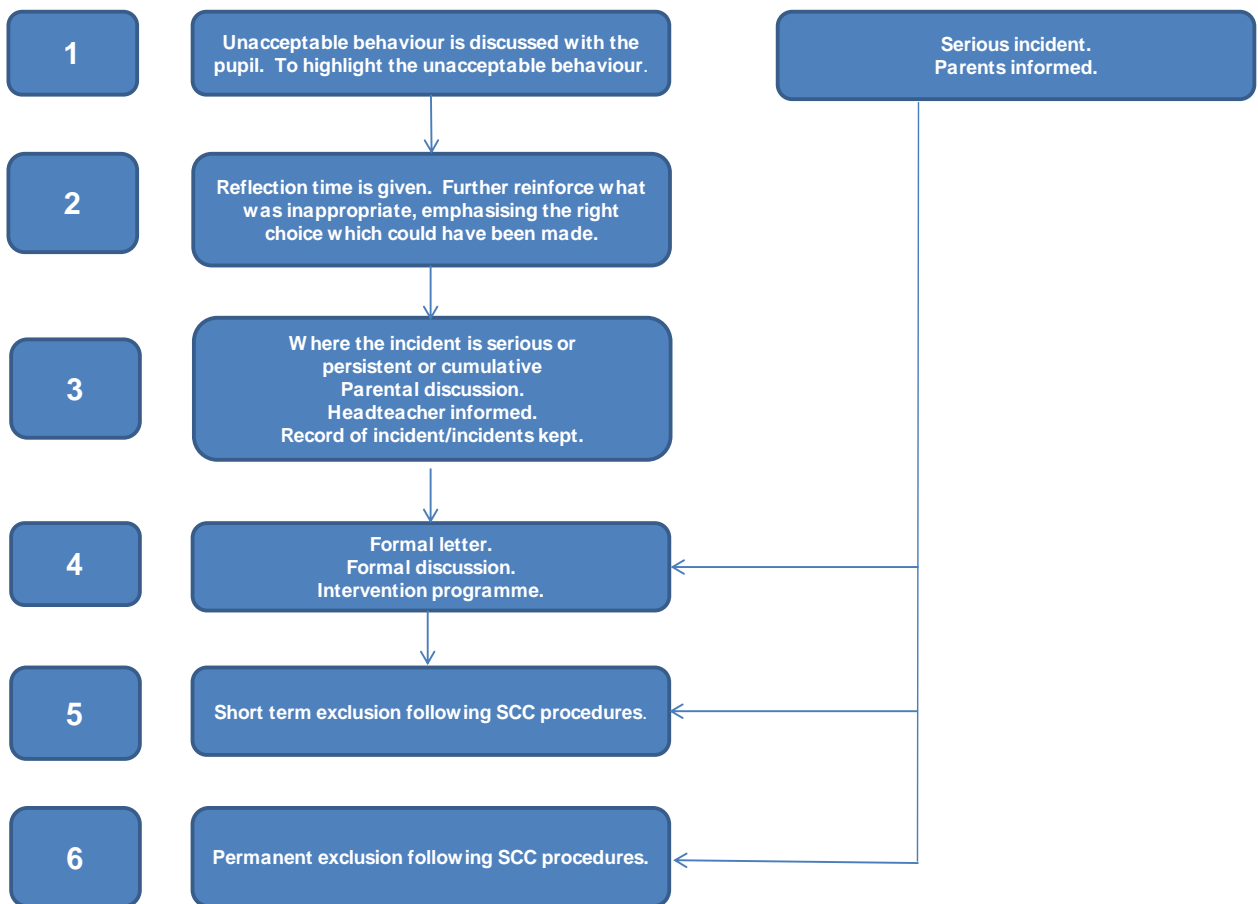 1
Unacceptable behaviour is discussed with the
pupil. To highlight the unacceptable behaviour.
Serious incident.
Parents informed.
2
Reflection time is given. Further reinforce what
was inappropriate, emphasising the right
choice which could have been made.
3
Where the incident is serious or
persistent or cumulative
Parental discussion.
Headteacher informed.
Record of incident/incidents kept.
4
Formal letter.
Formal discussion.
Intervention programme.
5
Short term exclusion following SCC procedures.
6
Permanent exclusion following SCC procedures.